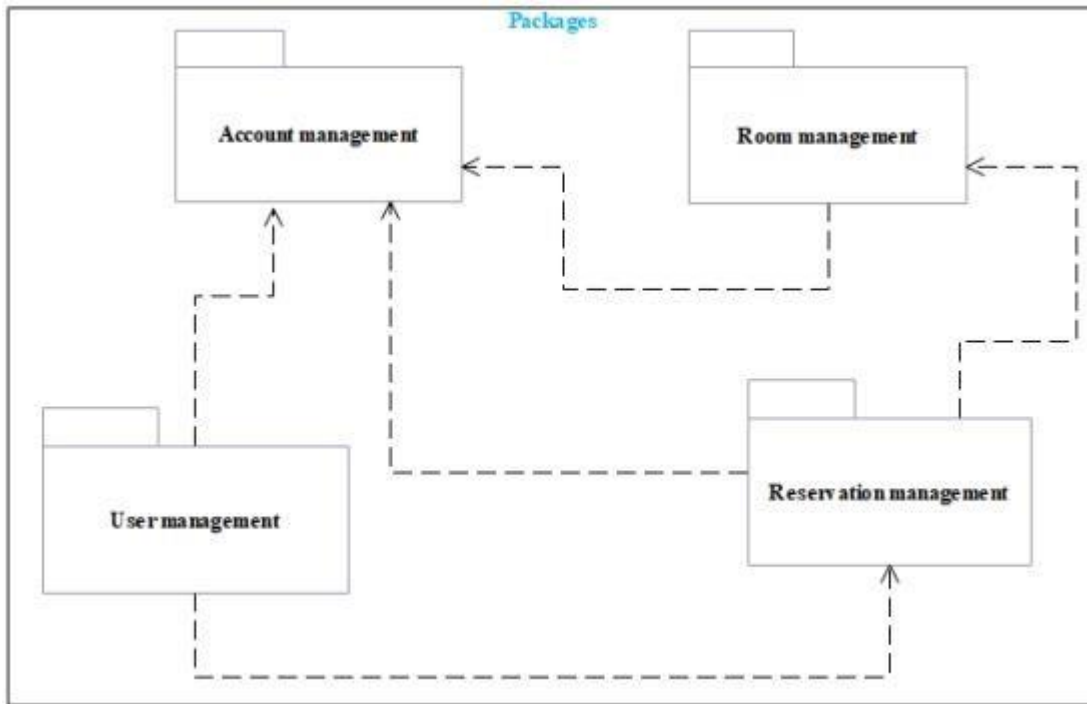 Packages
Account management
Room management
Reservation management
User management